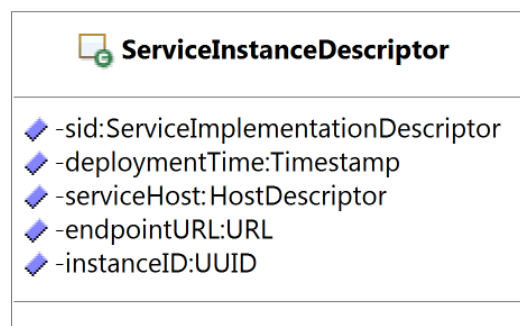 ServiceInstanceDescriptor
-sid:ServiceImplementationDescriptor
-deploymentTime:Timestamp
-serviceHost:HostDescriptor
-endpointURL:URL
-instanceID:UUID